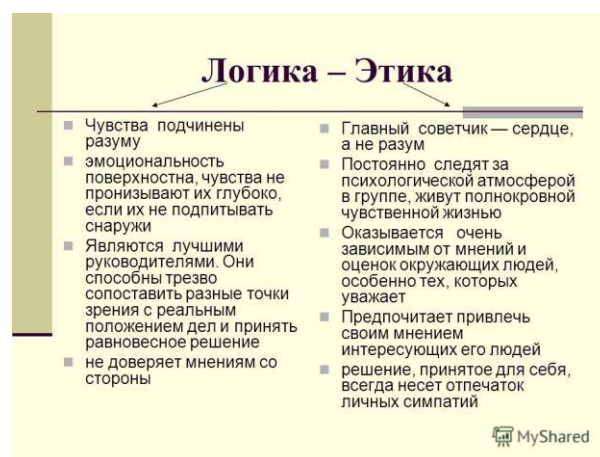 Логика – Этика
Чувства подчинены
разуму
эмоциональность
поверхностна, чувства не
пронизывают их глубоко,
если их не подпитывать
снаружи
Являются лучшими
руководителями. Они
способны трезво
сопоставить разные точки
зрения с реальным
положением дел и принять
равновесное решение
не доверяет мнениям со
стороны
Главный советчик — сердце,
а не разум
Постоянно следят за
психологической атмосферой
в группе, живут полнокровной
чувственной жизнью
Оказывается очень
зависимым от мнений и
оценок окружающих людей,
особенно тех, которых
уважает
Предпочитает привлечь
своим мнением
интересующих его людей
решение, принятое для себя,
всегда несет отпечаток
личных симпатий
MyShared